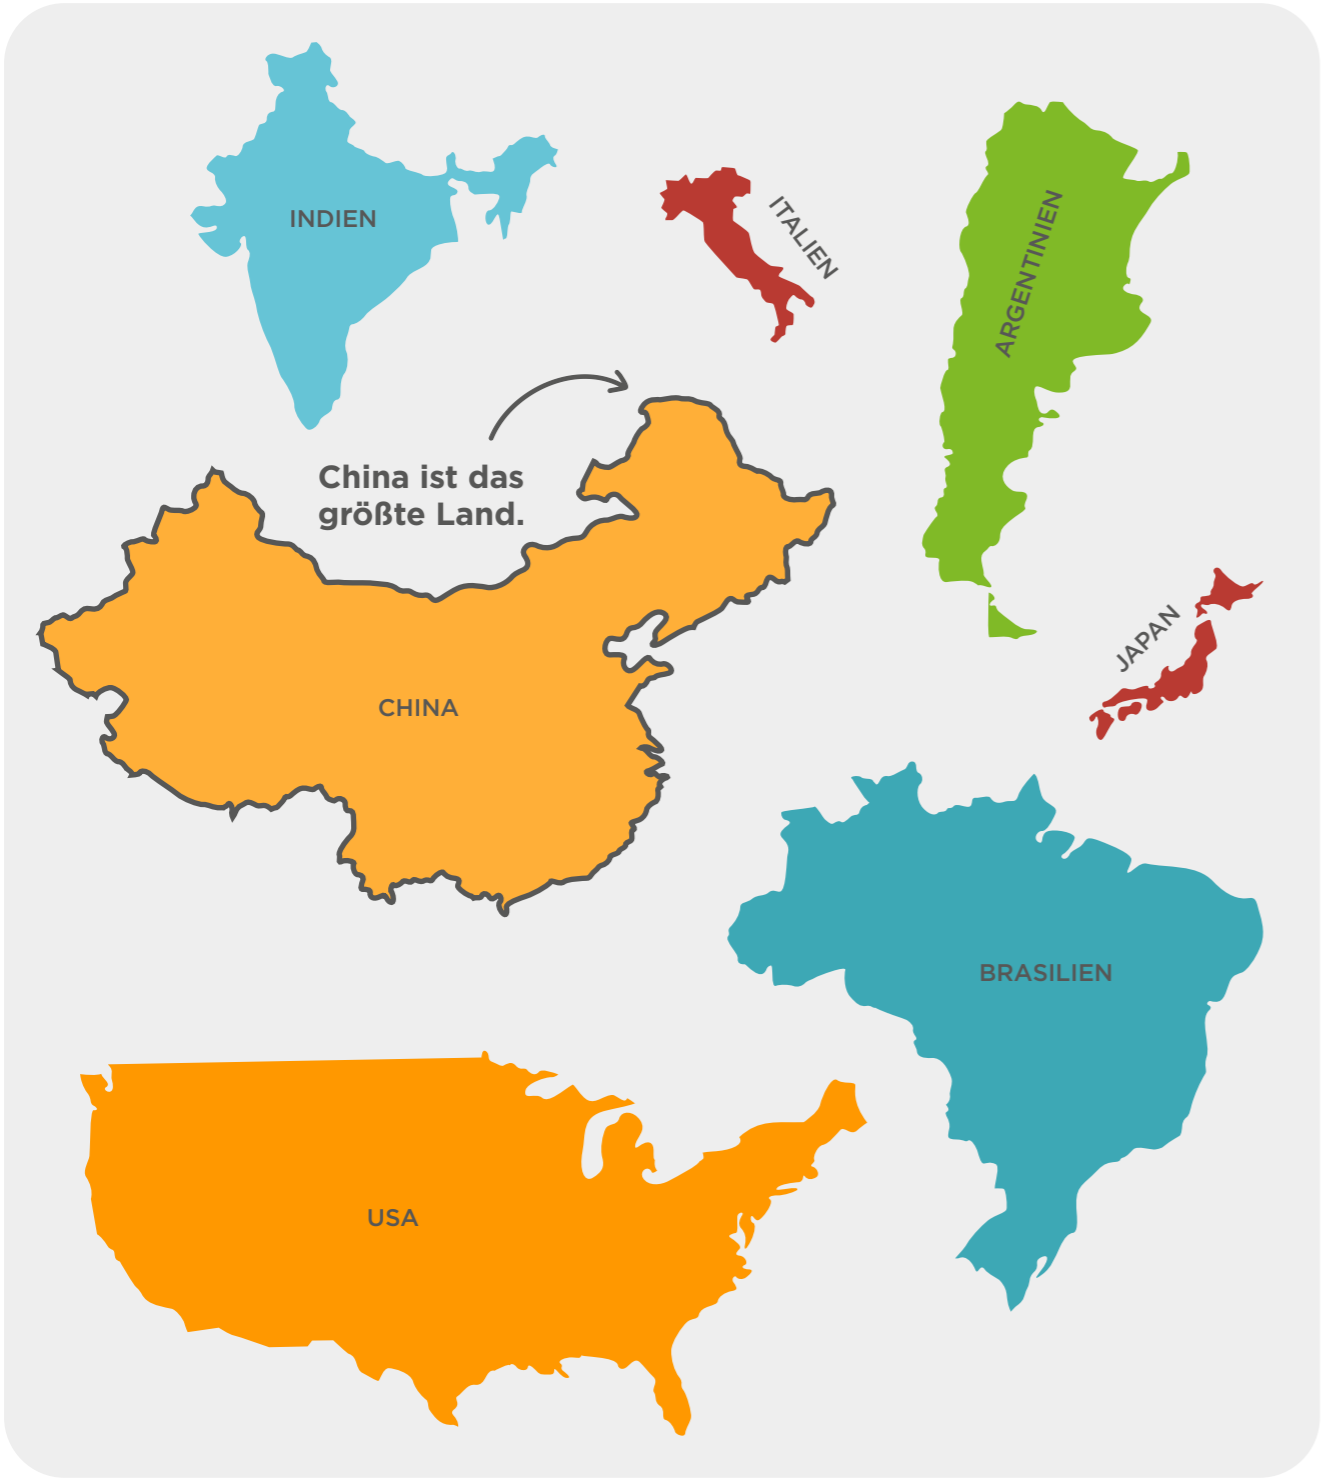 INDIEN
ITALIEN
ARGENTINIEN
China ist das
größte Land.
JAPAN
CHINA
BRASILIEN
USA